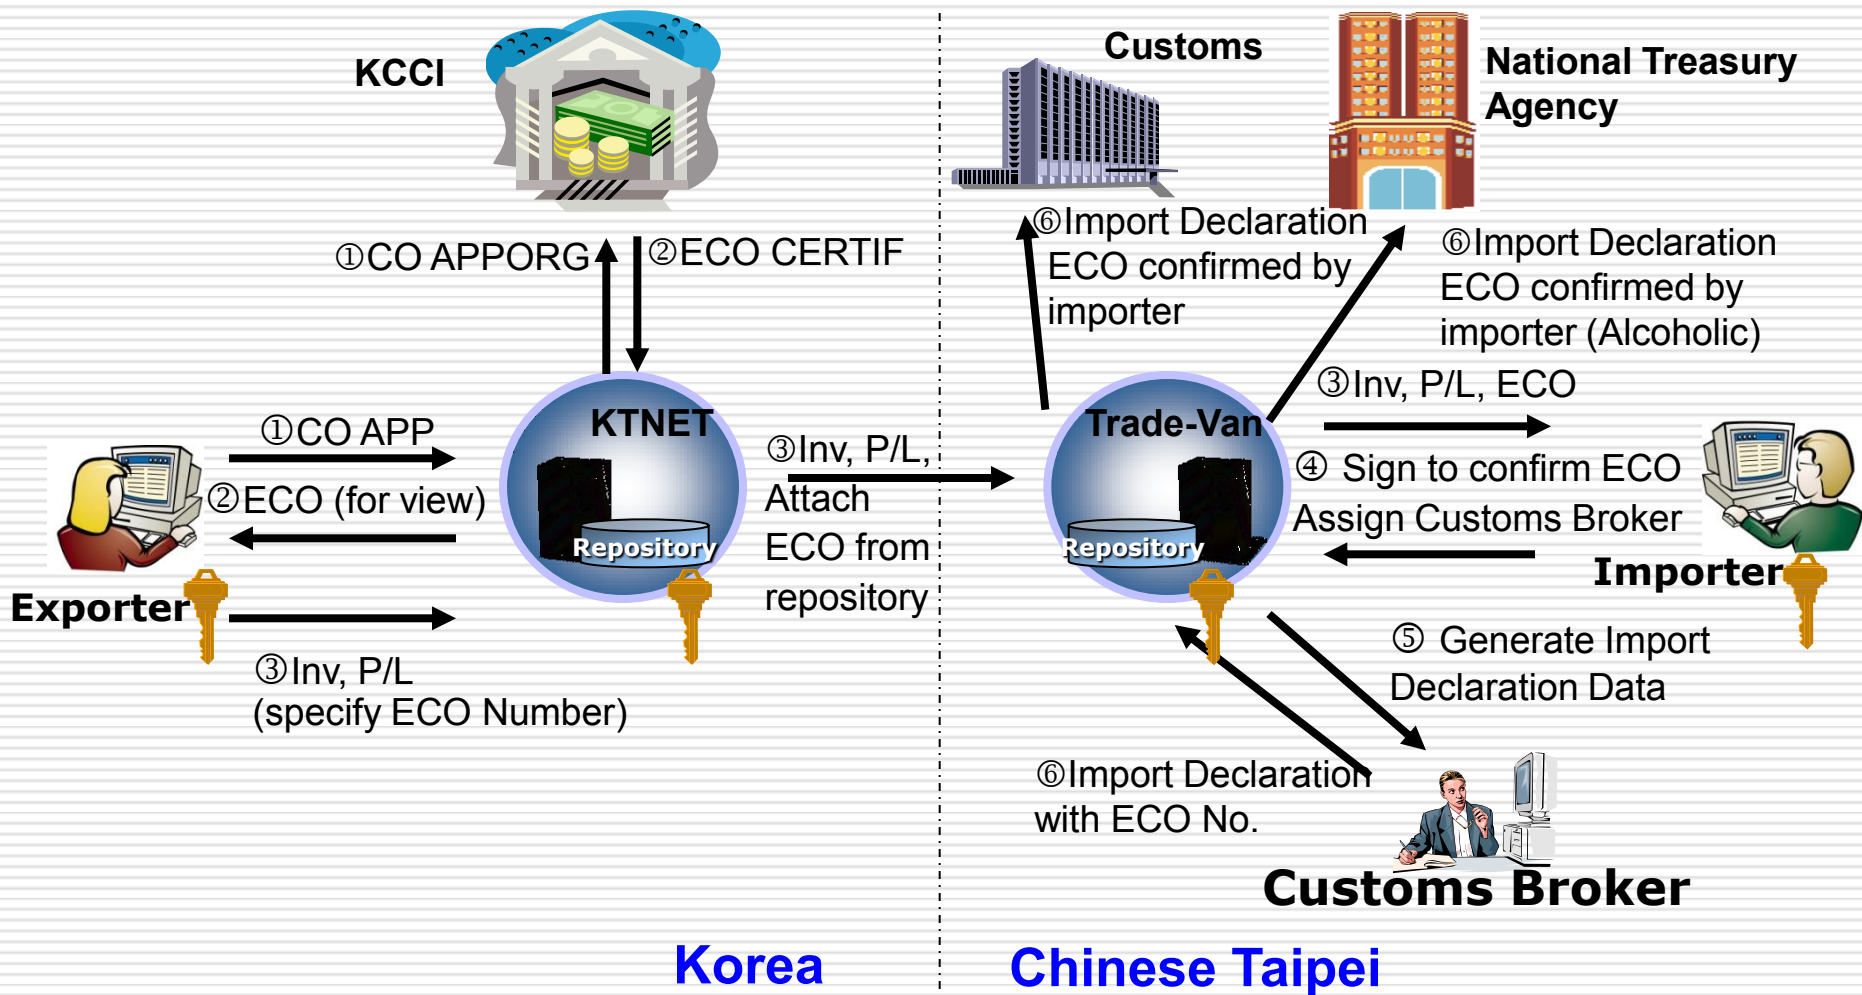 KCCI
Customs
National Treasury
Agency
①CO APPORG
②ECO CERTIF
⑥Import Declaration
ECO confirmed by
importer
⑥Import Declaration
ECO confirmed by
importer (Alcoholic)
①CO APP
②ECO (for view)
Exporter
③Inv, P/L
(specify ECO Number)
KTNET
Repository
③Inv, P/L,
Attach
ECO from
repository
Trade-Van
Repository
③Inv, P/L, ECO
④ Sign to confirm ECO
Assign Customs Broker
Importer
⑤ Generate Import
Declaration Data
⑥Import Declaration
with ECO No.
Customs Broker
Korea
Chinese Taipei